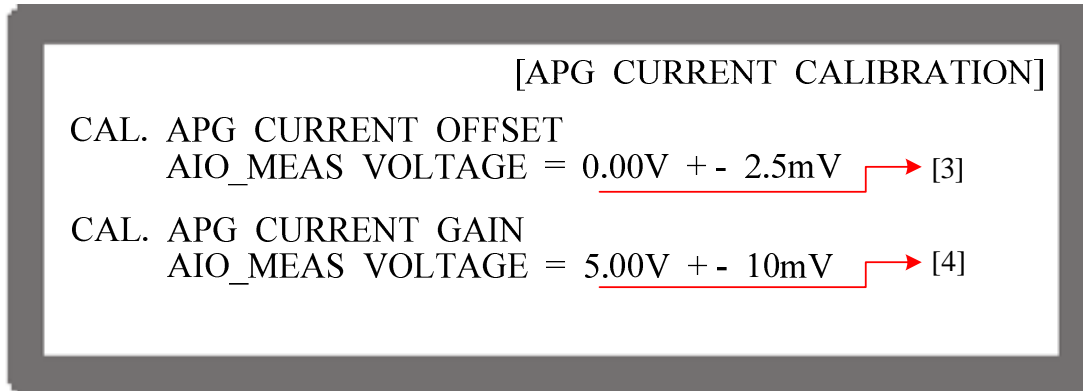 [APG CURRENT CALIBRATION]
CAL. APG CURRENT OFFSET
AIO_MEAS VOLTAGE = 0.00V +- 2.5mV [3]
CAL. APG CURRENT GAIN
AIO_MEAS VOLTAGE = 5.00V +- 10mV [4]